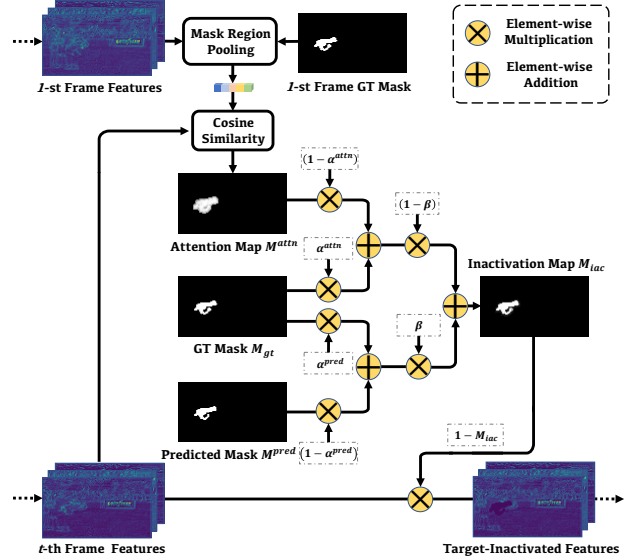 Mask Region
Pooling
1-st Frame Features
1-st Frame GT Mask
Element-wise
Multiplication
Element-wise
Addition
Cosine
Similarity
(1 − α^attn)
Attention Map M^attn
α^attn
(1 − β)
Inactivation Map M_iac
GT Mask M_gt
α^pred
β
Predicted Mask M^pred
(1 − α^pred)
1 − M_iac
t-th Frame Features
Target-Inactivated Features